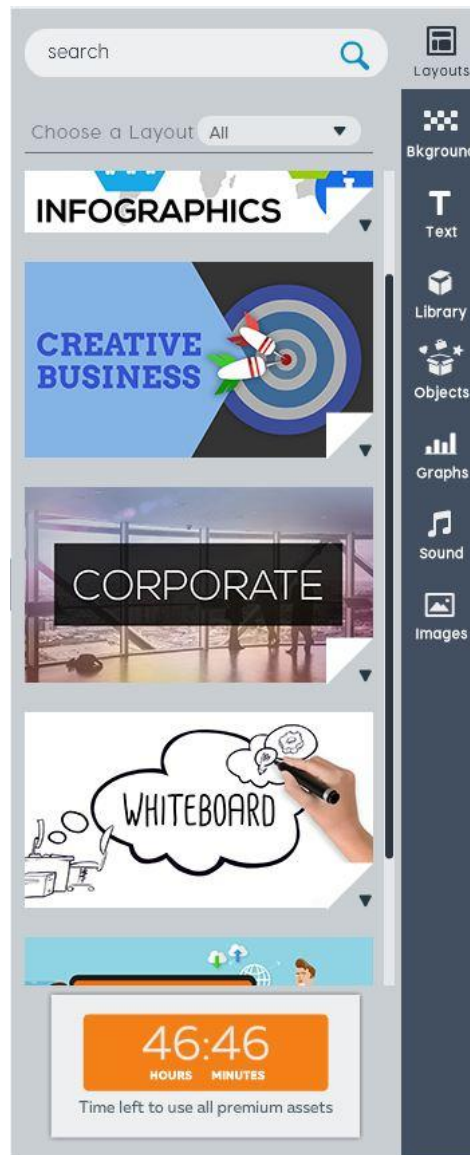 search
Layouts
Choose a Layout All
Bkground
INFOGRAPHICS
Text
CREATIVE
BUSINESS
Library
Objects
Graphs
CORPORATE
Sound
Images
WHITEBOARD
46:46
HOURS MINUTES
Time left to use all premium assets